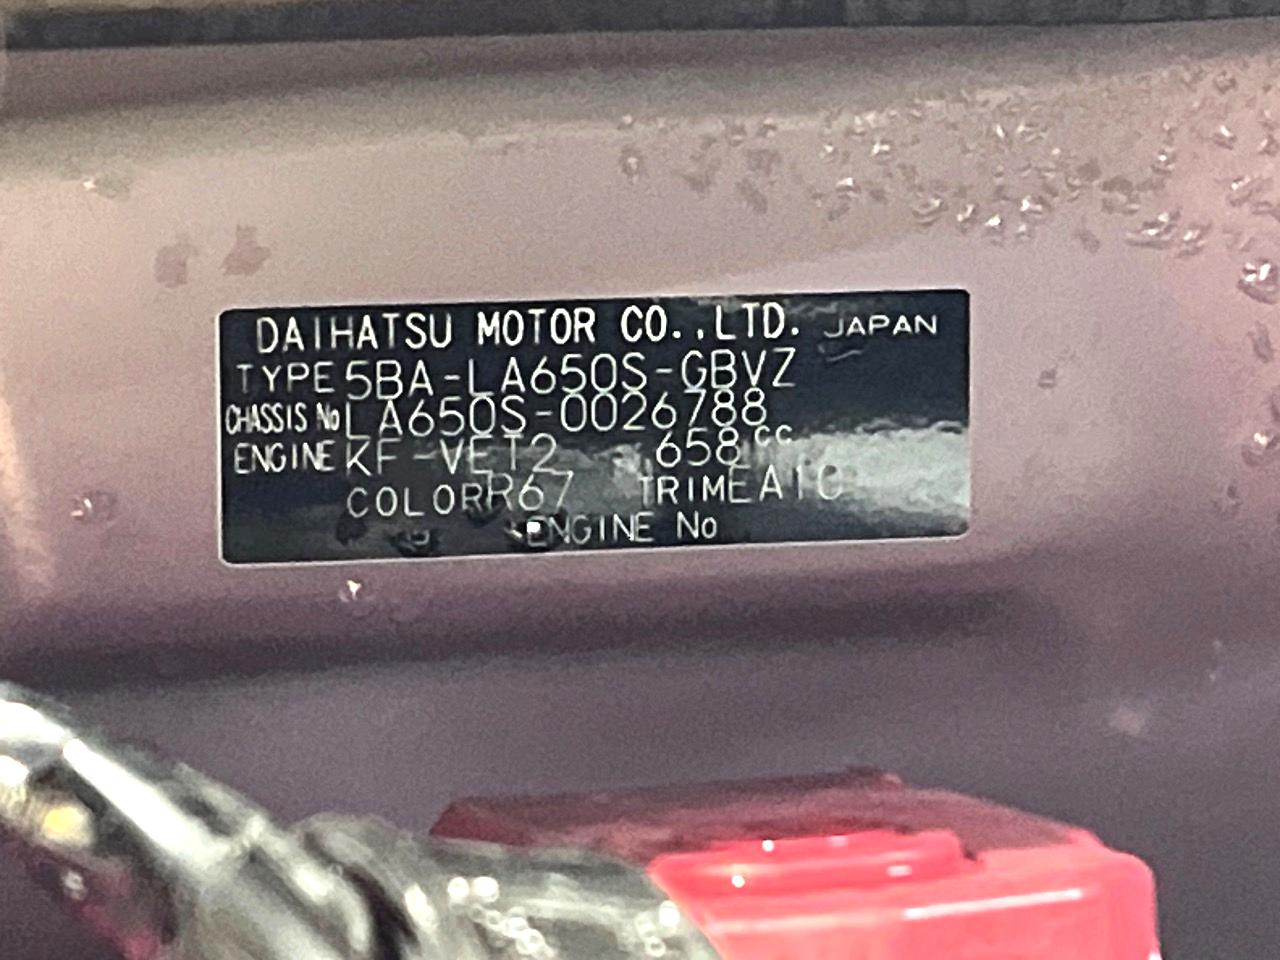 DAIHATSU MOTOR CO.,LTD. JAPAN
TYPE 5BA-LA650S-GBVZ
CHASSIS No LA650S-0026788
ENGINE KF-VET2 658cc
COLOR R67 TRIM EA10
ENGINE No